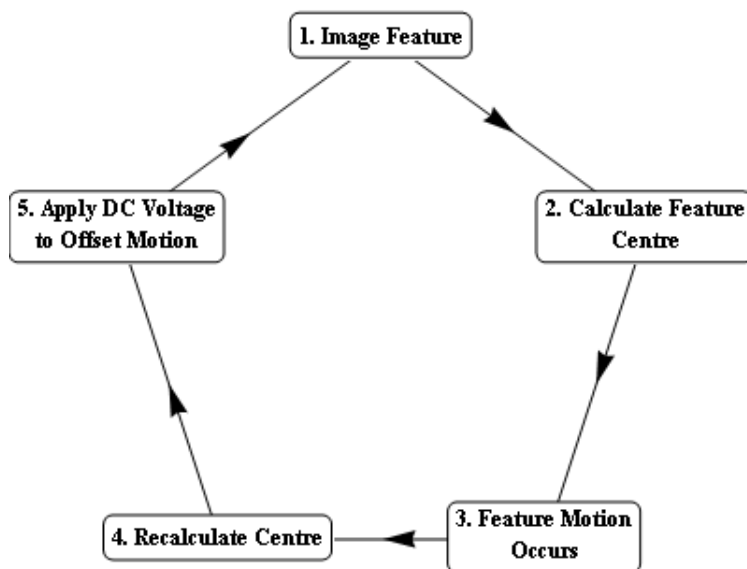 1. Image Feature
2. Calculate Feature
Centre
3. Feature Motion
Occurs
4. Recalculate Centre
5. Apply DC Voltage
to Offset Motion